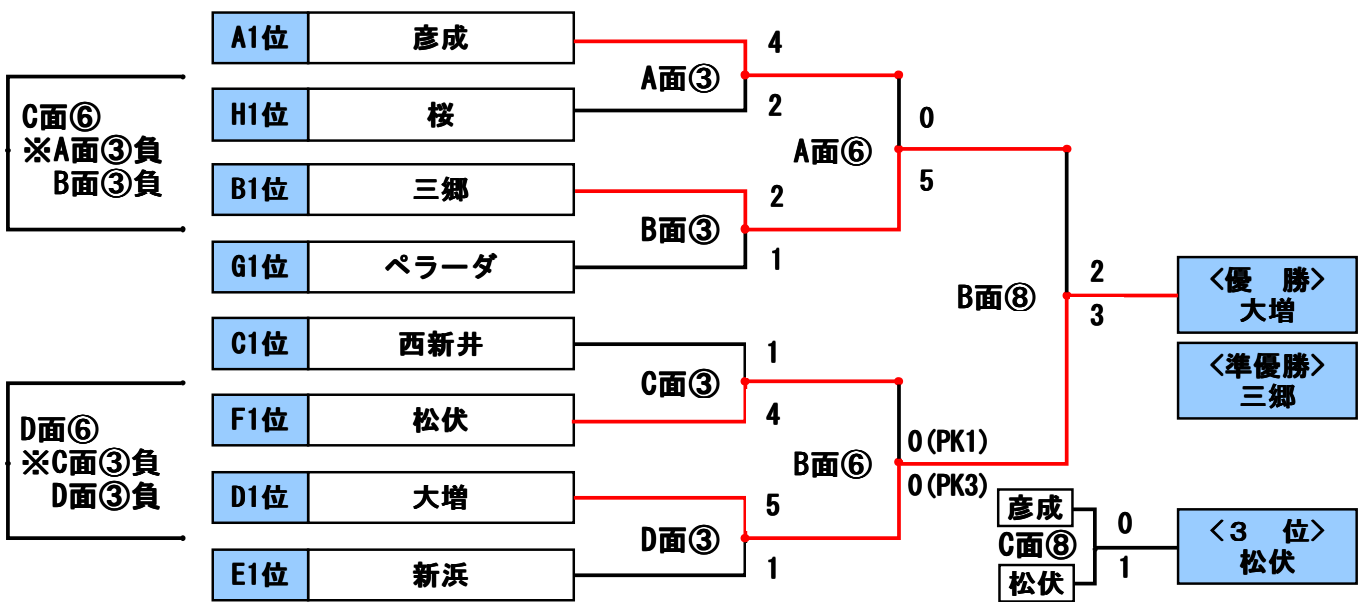 A1位 彦成 4
A面③
H1位 桜 2
C面⑥
※A面③負
B面③負
0
A面⑥
5
B1位 三郷 2
B面③
G1位 ペラーダ 1
2
B面⑧
3
<優 勝>
大増
<準優勝>
三郷
C1位 西新井 1
C面③
F1位 松伏 4
D面⑥
※C面③負
D面③負
0(PK1)
B面⑥
0(PK3)
D1位 大増 5
D面③
E1位 新浜 1
彦成 0
C面⑧
松伏 1
<3 位>
松伏